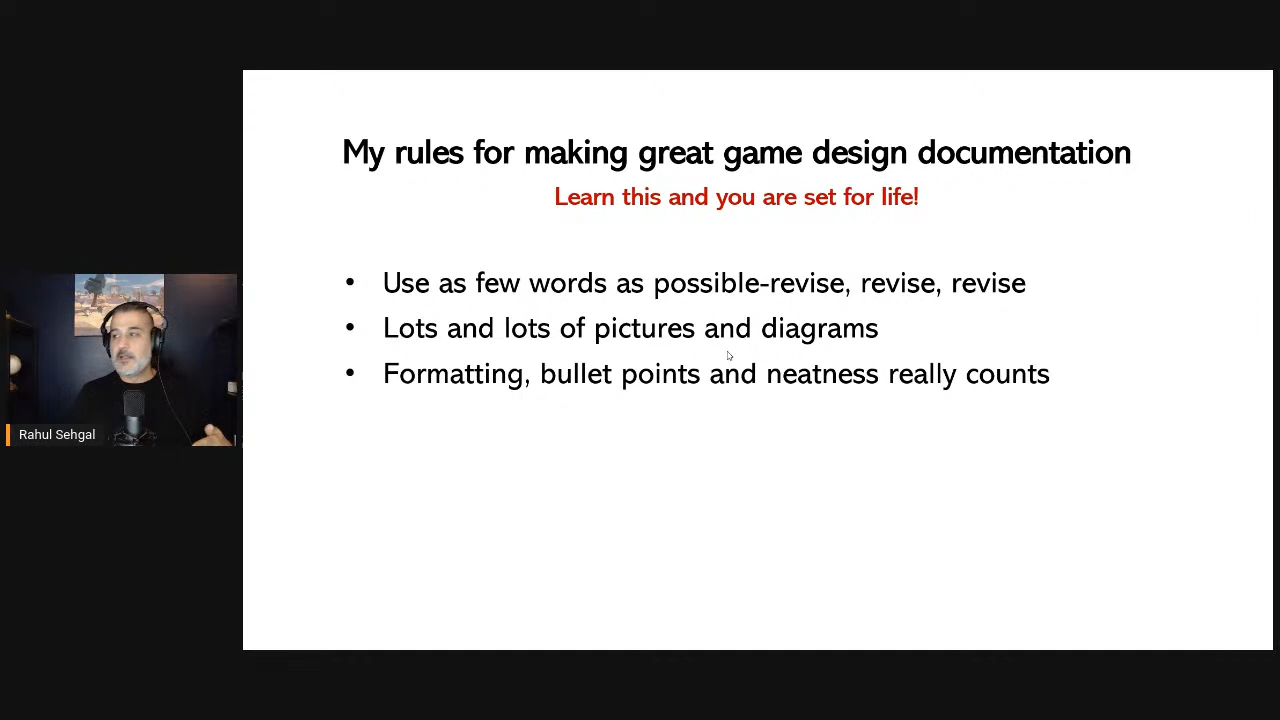 My rules for making great game design documentation
Learn this and you are set for life!
• Use as few words as possible-revise, revise, revise
• Lots and lots of pictures and diagrams
• Formatting, bullet points and neatness really counts
Rahul Sehgal